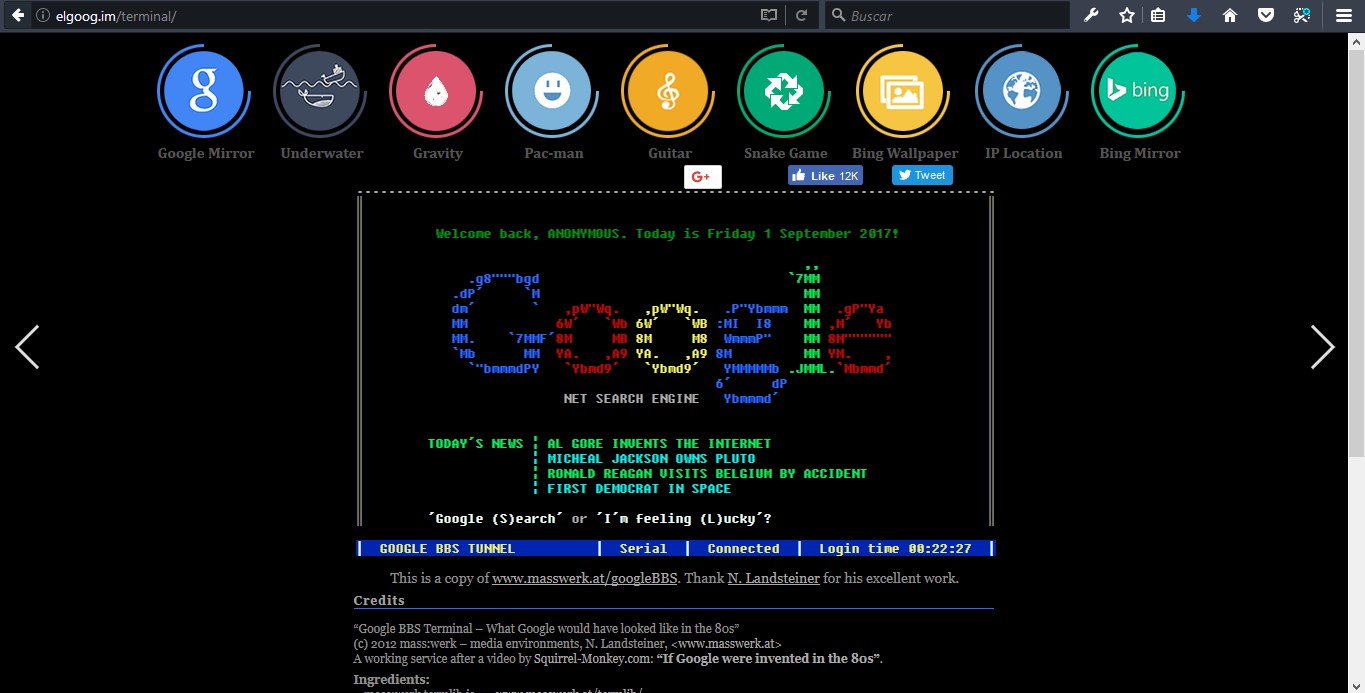 elgoog.im/terminal/
Buscar
g
bing
Google Mirror Underwater Gravity Pac-man Guitar Snake Game Bing Wallpaper IP Location Bing Mirror
G+ Like 12K Tweet
Welcome back, ANONYMOUS. Today is Friday 1 September 2017!
Google
NET SEARCH ENGINE
TODAY´S NEWS ¦ AL GORE INVENTS THE INTERNET
¦ MICHEAL JACKSON OWNS PLUTO
¦ RONALD REAGAN VISITS BELGIUM BY ACCIDENT
¦ FIRST DEMOCRAT IN SPACE
´Google (S)earch´ or ´I´m feeling (L)ucky´?
| GOOGLE BBS TUNNEL | Serial | Connected | Login time 00:22:27 |
This is a copy of www.masswerk.at/googleBBS. Thank N. Landsteiner for his excellent work.
Credits
“Google BBS Terminal – What Google would have looked like in the 80s”
(c) 2012 mass:werk – media environments, N. Landsteiner, <www.masswerk.at>
A working service after a video by Squirrel-Monkey.com: “If Google were invented in the 80s”.
Ingredients: